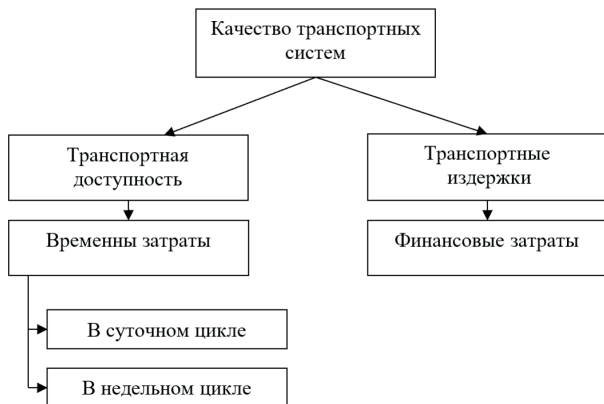 Качество транспортных
систем
Транспортная
доступность
Транспортные
издержки
Временны затраты
Финансовые затраты
В суточном цикле
В недельном цикле